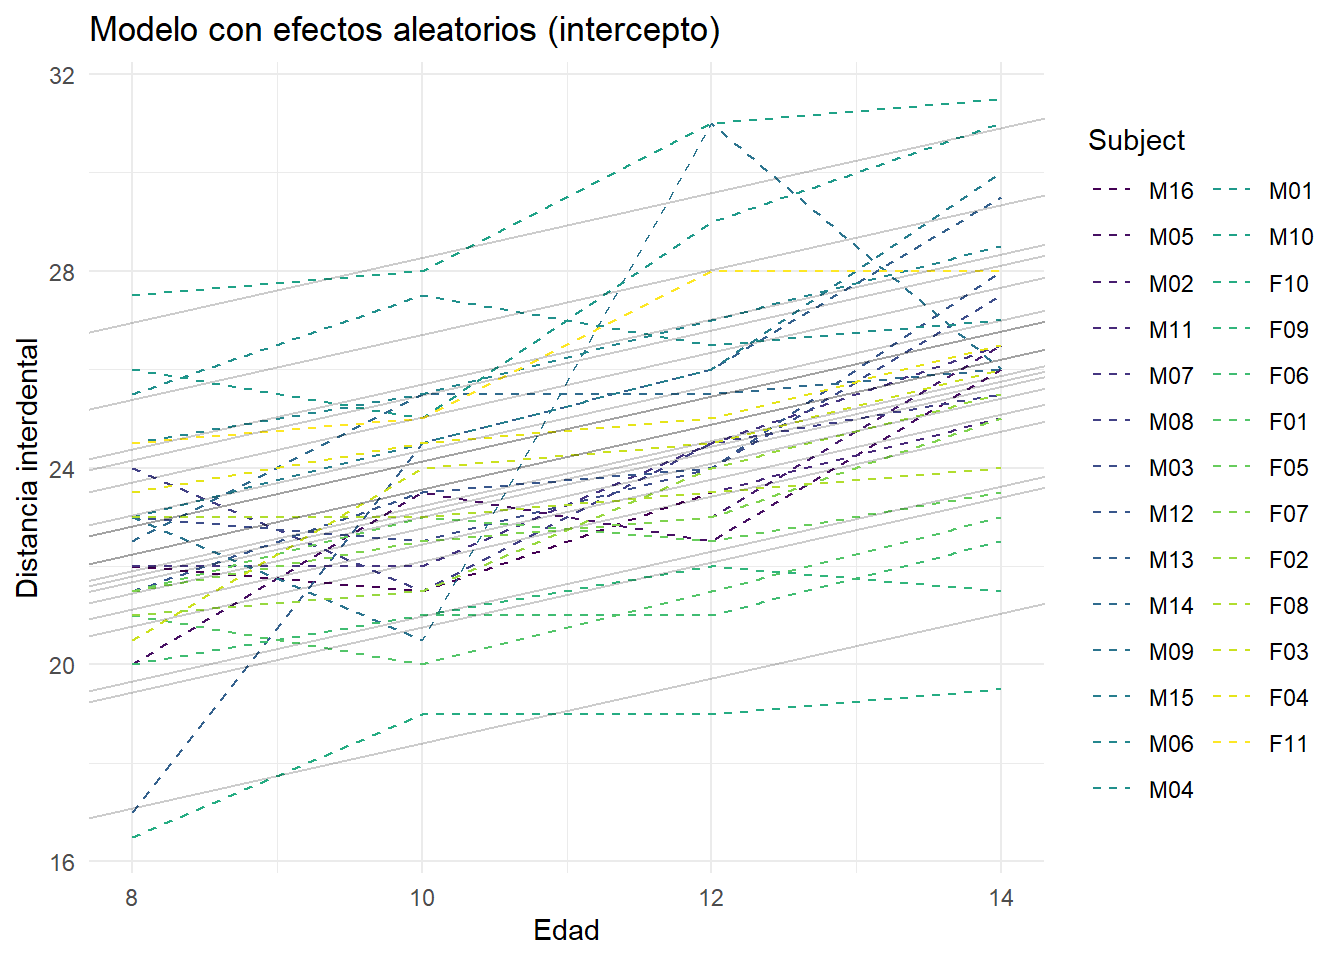 Modelo con efectos aleatorios (intercepto)
32
28
24
20
16
Distancia interdental
8
10
12
14
Edad
Subject
M16
M05
M02
M11
M07
M08
M03
M12
M13
M14
M09
M15
M06
M04
M01
M10
F10
F09
F06
F01
F05
F07
F02
F08
F03
F04
F11